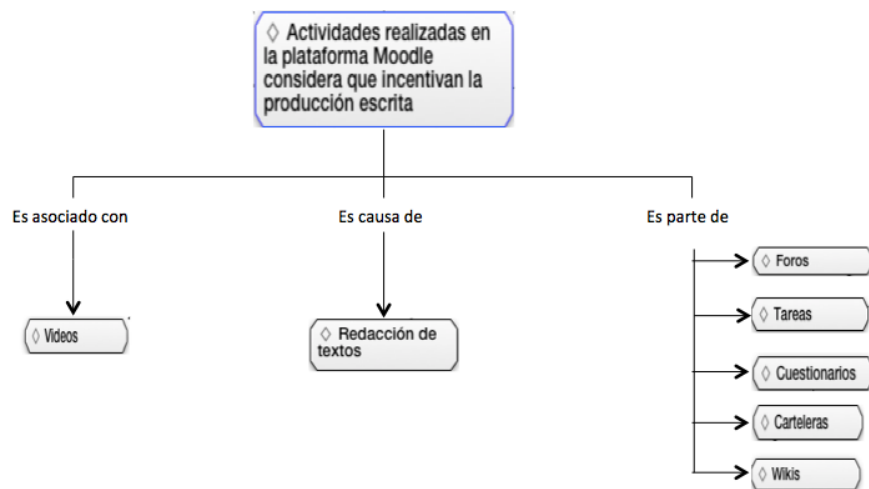 ◊ Actividades realizadas en
la plataforma Moodle
considera que incentivan la
producción escrita
Es asociado con
Es causa de
Es parte de
◊ Videos
◊ Redacción de
textos
◊ Foros
◊ Tareas
◊ Cuestionarios
◊ Carteleras
◊ Wikis